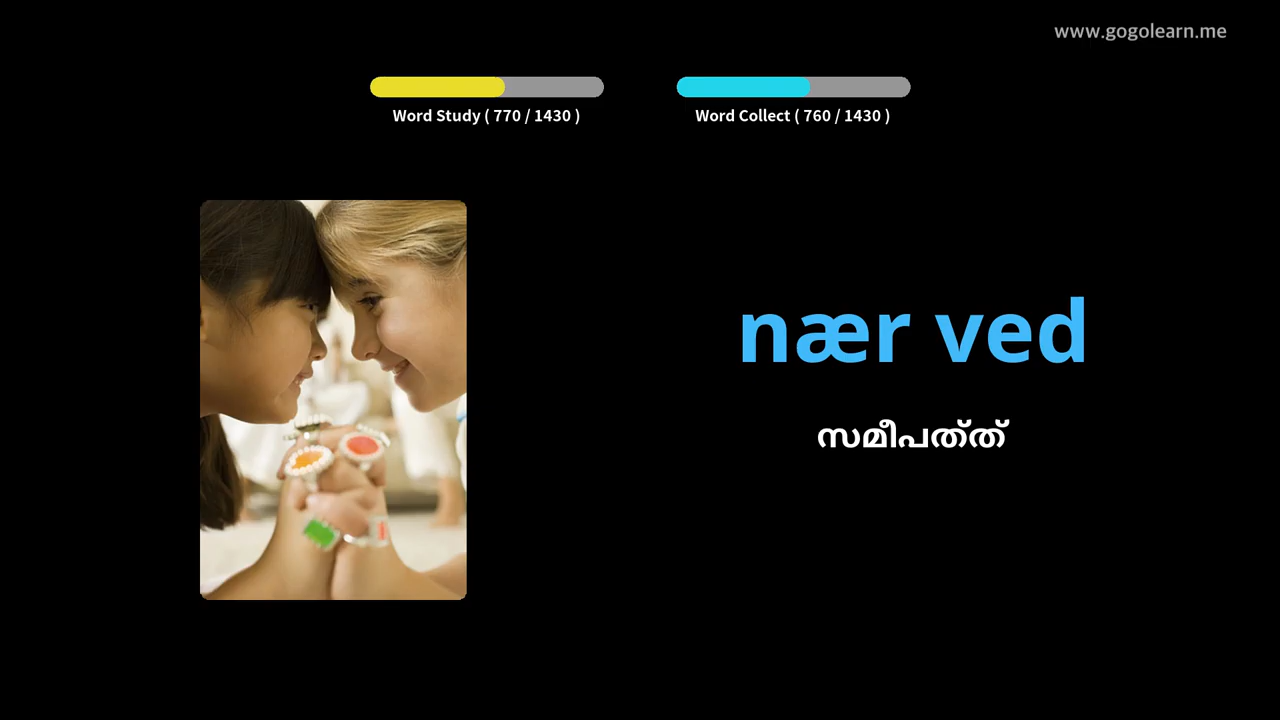 www.gogolearn.me
Word Study ( 770 / 1430 )
Word Collect ( 760 / 1430 )
nær ved
സമീപത്ത്